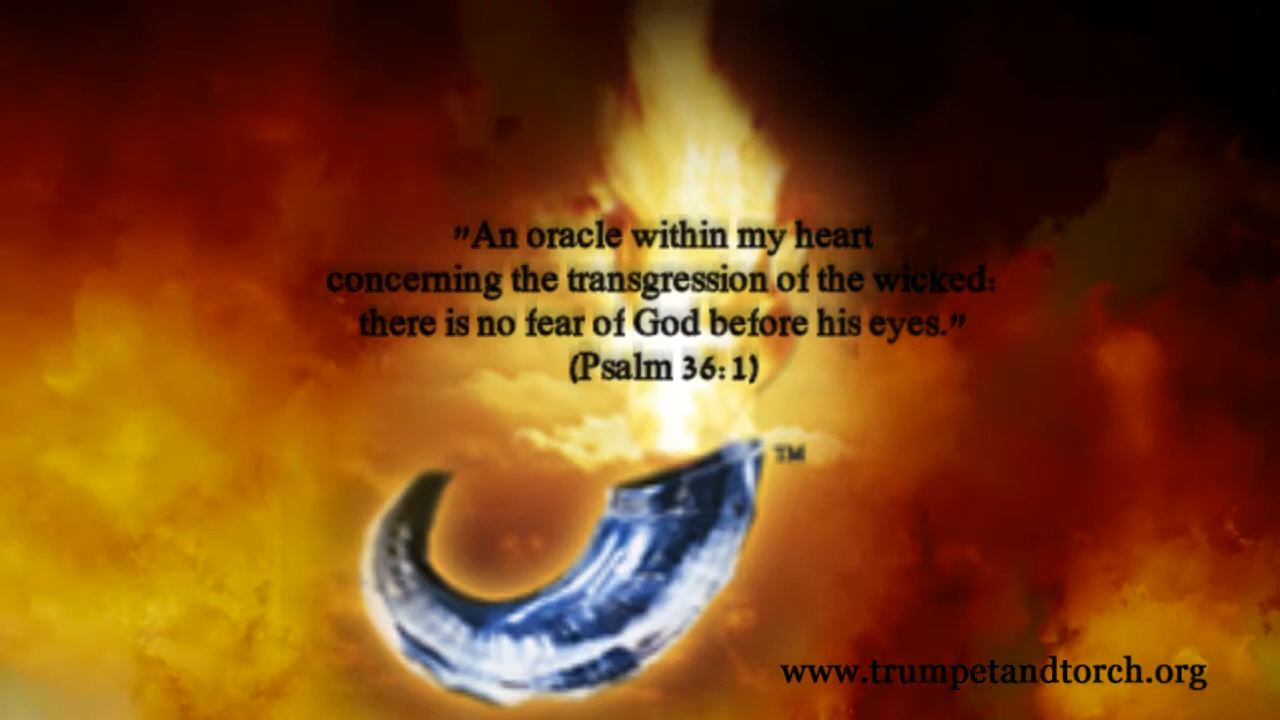 "An oracle within my heart
concerning the transgression of the wicked:
there is no fear of God before his eyes."
(Psalm 36:1)
TM
www.trumpetandtorch.org